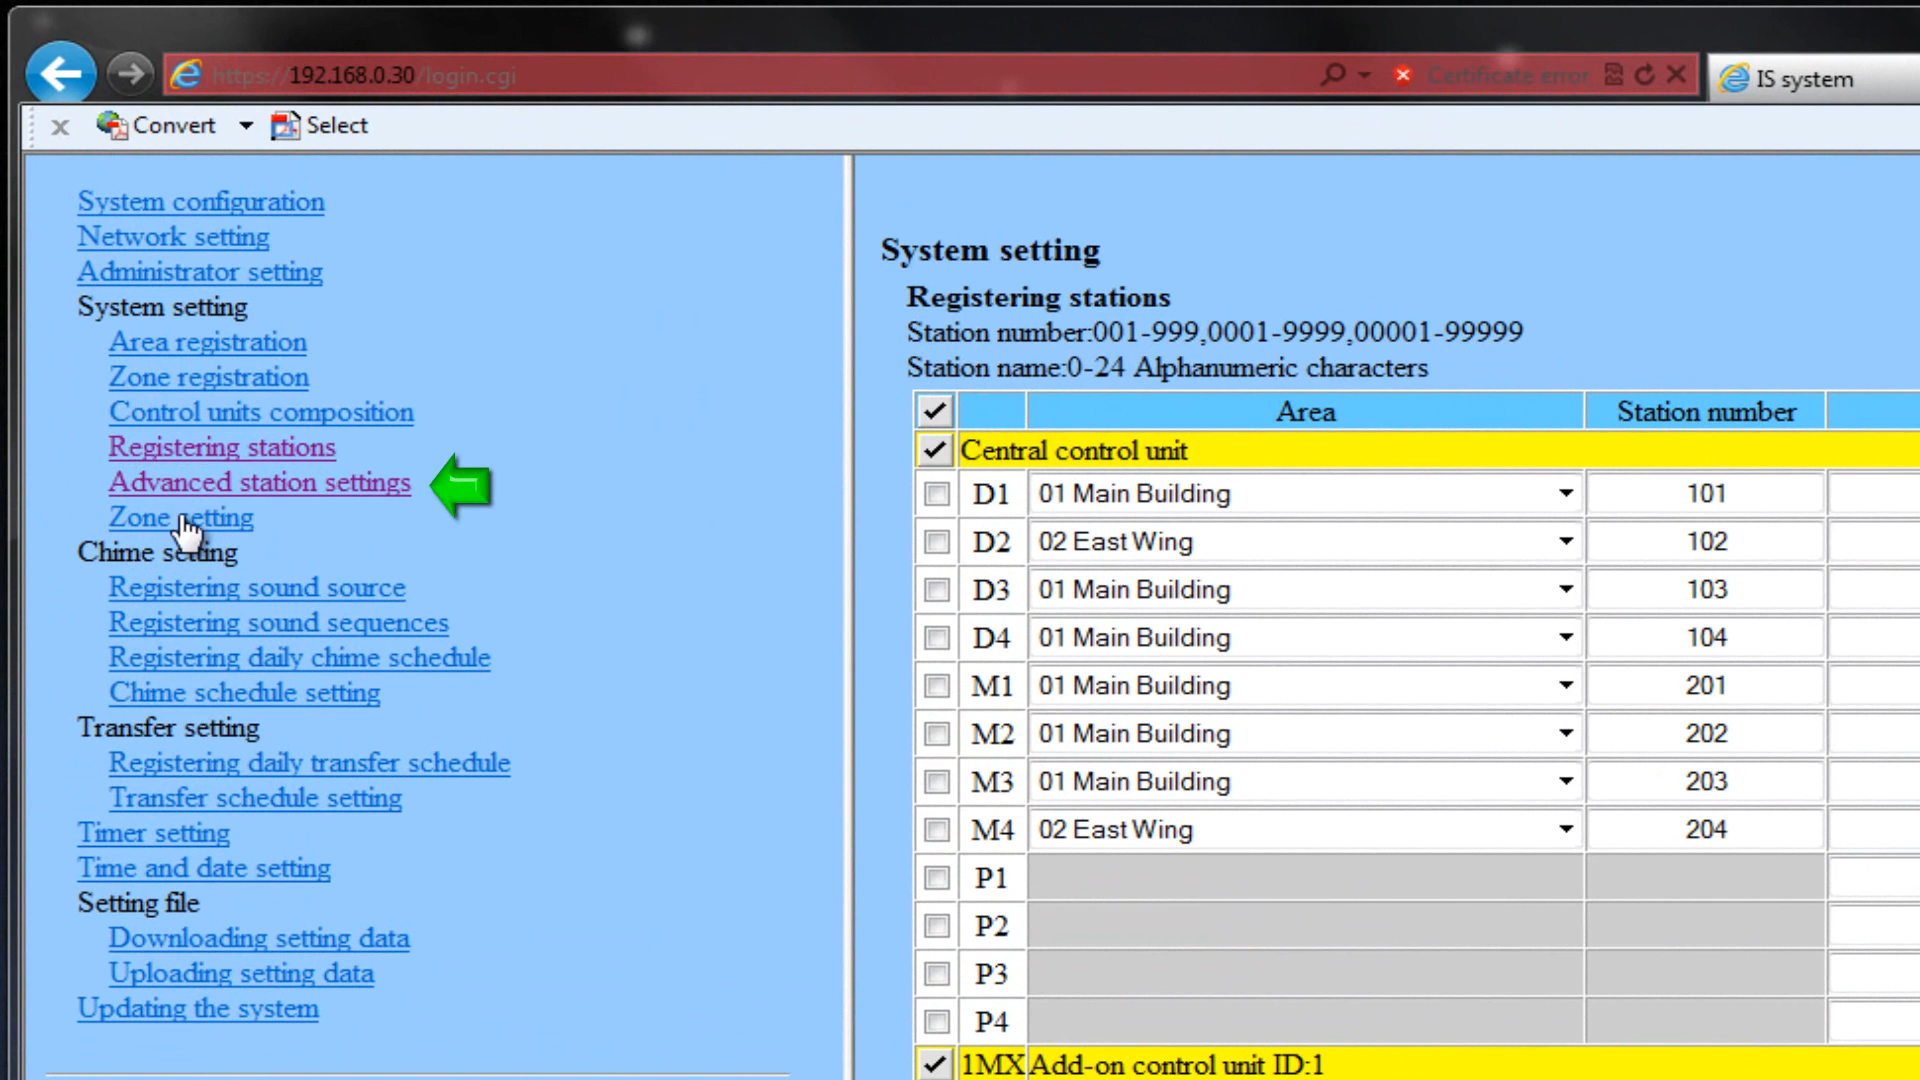 https://192.168.0.30/login.cgi
Certificate error
IS system
x Convert Select
System configuration
Network setting
Administrator setting
System setting
Area registration
Zone registration
Control units composition
Registering stations
Advanced station settings
Zone setting
Chime setting
Registering sound source
Registering sound sequences
Registering daily chime schedule
Chime schedule setting
Transfer setting
Registering daily transfer schedule
Transfer schedule setting
Timer setting
Time and date setting
Setting file
Downloading setting data
Uploading setting data
Updating the system
System setting
Registering stations
Station number:001-999,0001-9999,00001-99999
Station name:0-24 Alphanumeric characters
Area Station number
Central control unit
D1 01 Main Building 101
D2 02 East Wing 102
D3 01 Main Building 103
D4 01 Main Building 104
M1 01 Main Building 201
M2 01 Main Building 202
M3 01 Main Building 203
M4 02 East Wing 204
P1
P2
P3
P4
1MX Add-on control unit ID:1